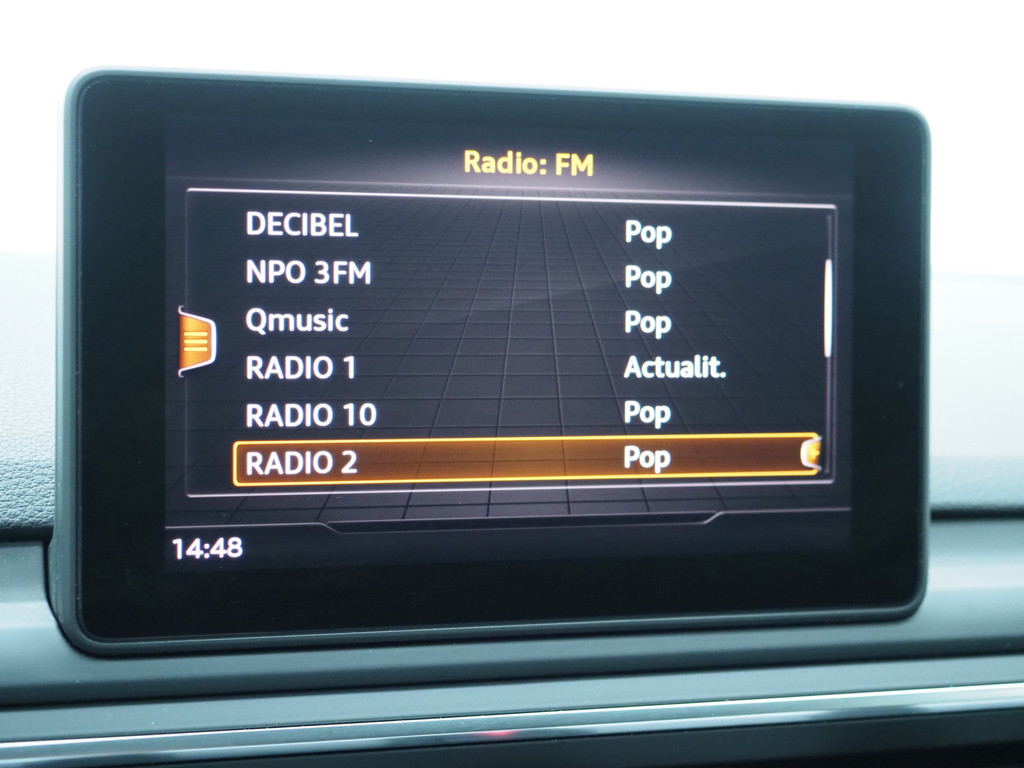 Radio: FM
DECIBEL Pop
NPO 3FM Pop
Qmusic Pop
RADIO 1 Actualit.
RADIO 10 Pop
RADIO 2 Pop
14:48